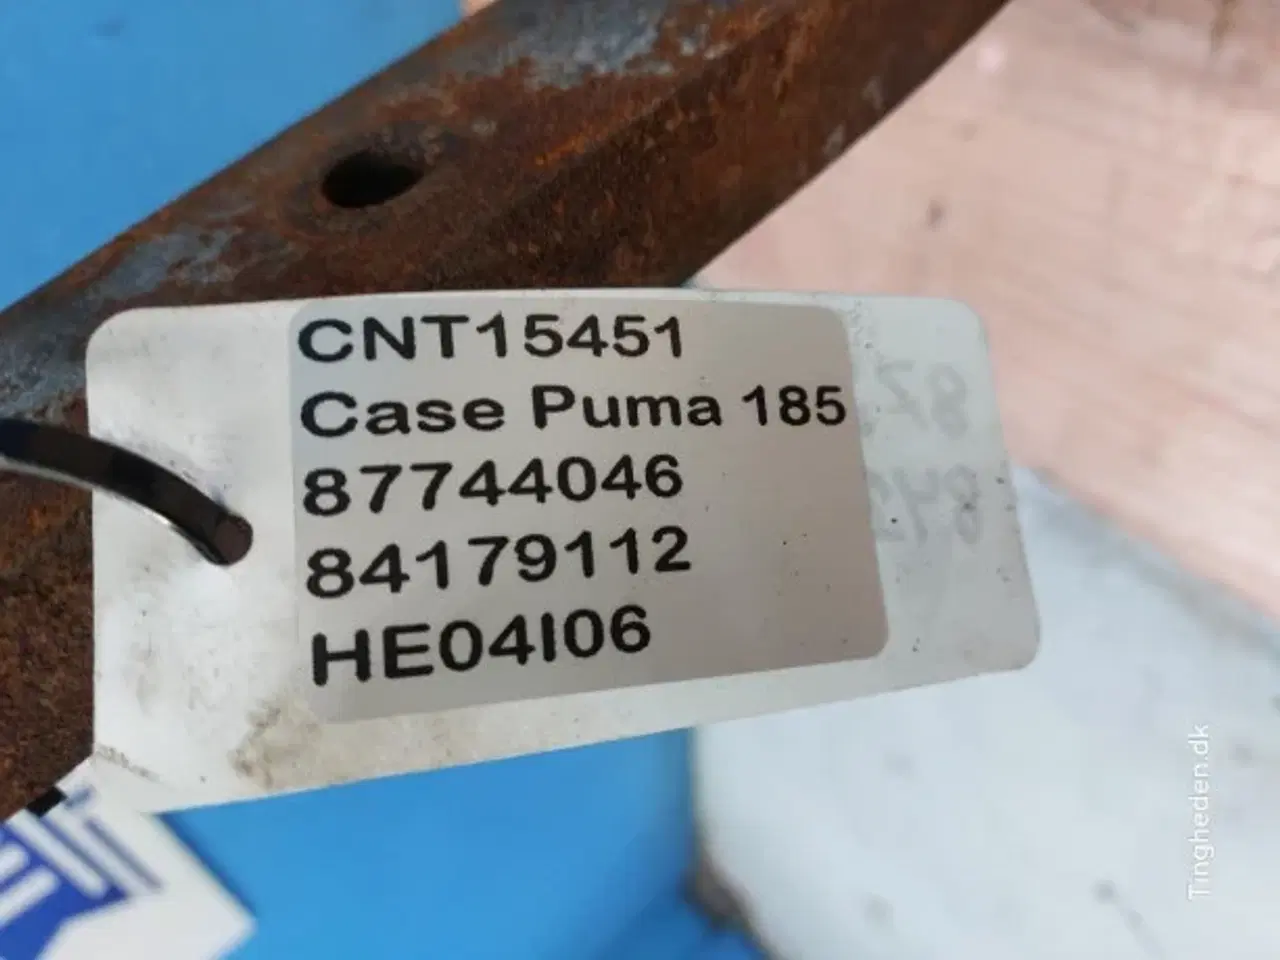 CNT15451
Case Puma 185
87744046
84179112
HE04I06
Tingheden.dk